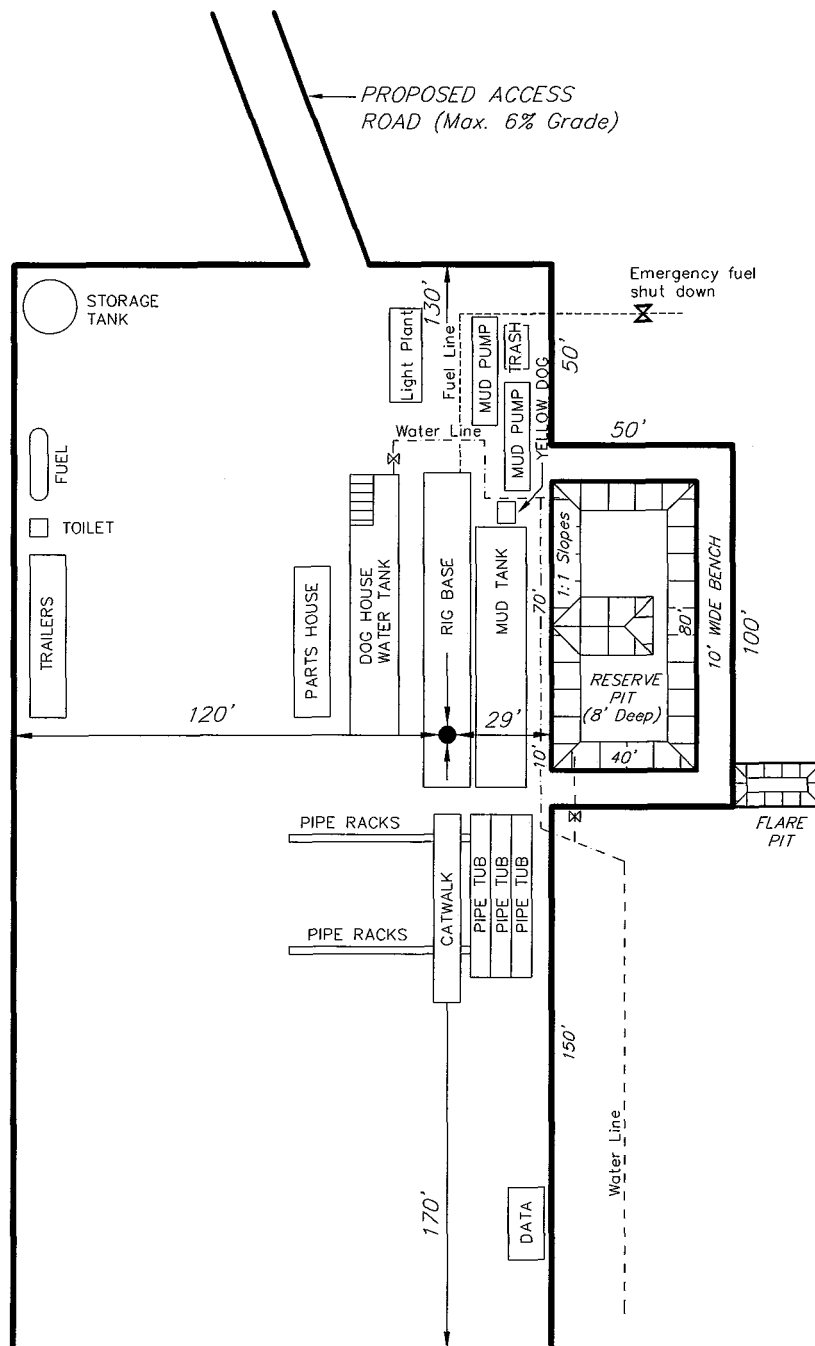 PROPOSED ACCESS
ROAD (Max. 6% Grade)
STORAGE
TANK
Emergency fuel
shut down
130'
50'
Light Plant
Fuel Line
MUD PUMP
TRASH
MUD PUMP
YELLOW DOG
Water Line
50'
FUEL
TOILET
TRAILERS
PARTS HOUSE
DOG HOUSE
WATER TANK
RIG BASE
MUD TANK
70'
1:1 Slopes
80'
10' WIDE BENCH
100'
RESERVE
PIT
(8' Deep)
120'
29'
10'
40'
FLARE
PIT
PIPE RACKS
PIPE RACKS
CATWALK
PIPE TUB
PIPE TUB
PIPE TUB
150'
Water Line
170'
DATA